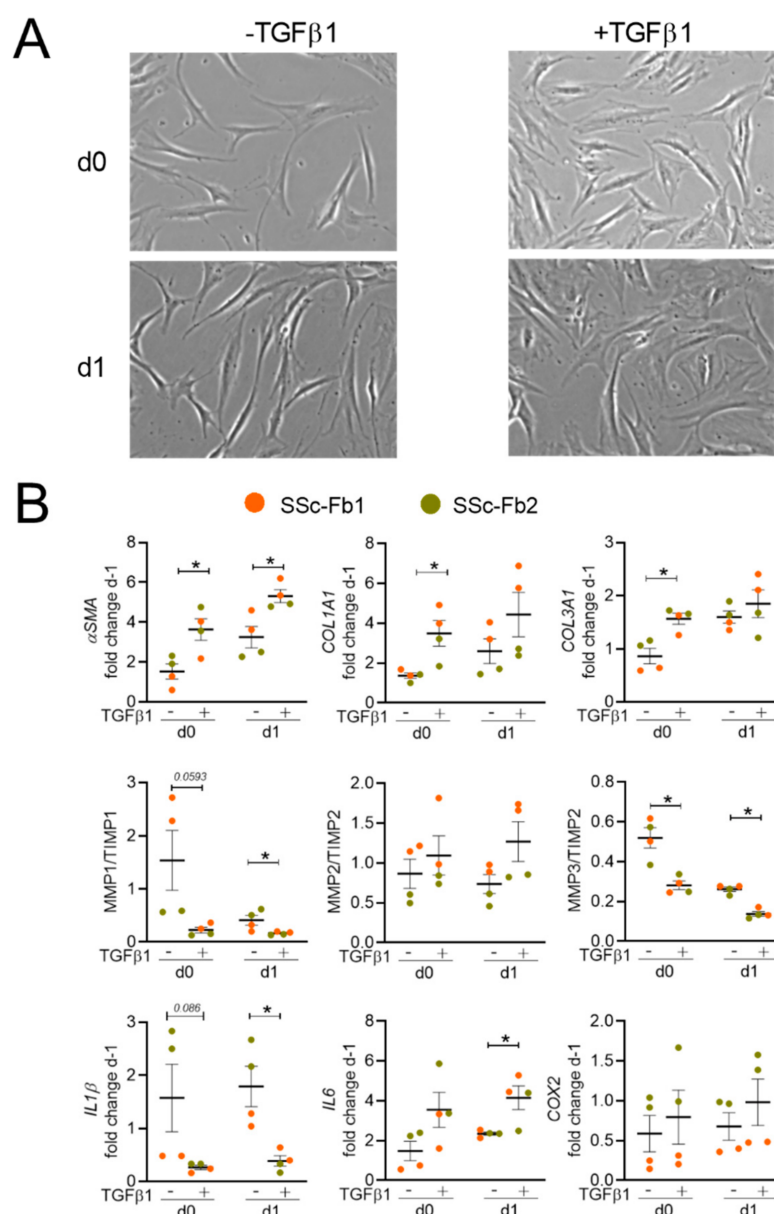 A
-TGFβ1
+TGFβ1
d0
d1
B
SSc-Fb1
SSc-Fb2
αSMA
fold change d-1
8
6
4
2
0
*
*
TGFβ1 - + - +
d0 d1
COL1A1
fold change d-1
8
6
4
2
0
*
TGFβ1 - + - +
d0 d1
COL3A1
fold change d-1
3
2
1
0
*
TGFβ1 - + - +
d0 d1
MMP1/TIMP1
3
2
1
0
0.0593
*
TGFβ1 - + - +
d0 d1
MMP2/TIMP2
2.0
1.5
1.0
0.5
0.0
TGFβ1 - + - +
d0 d1
MMP3/TIMP2
0.8
0.6
0.4
0.2
0.0
*
*
TGFβ1 - + - +
d0 d1
IL1β
fold change d-1
3
2
1
0
0.086
*
TGFβ1 - + - +
d0 d1
IL6
fold change d-1
8
6
4
2
0
*
TGFβ1 - + - +
d0 d1
COX2
fold change d-1
2.0
1.5
1.0
0.5
0.0
TGFβ1 - + - +
d0 d1